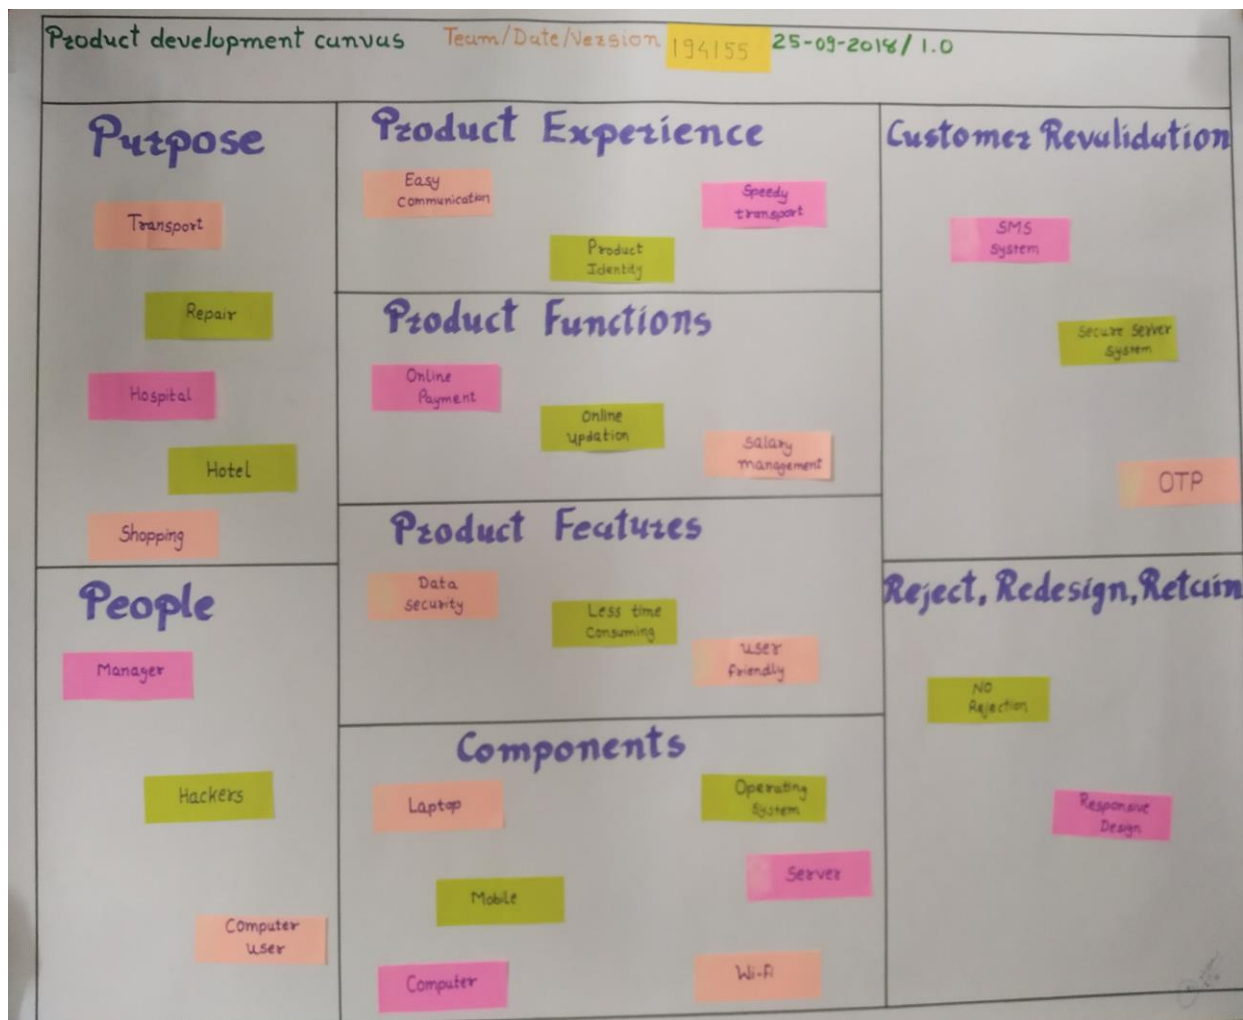 Product development canvas Team/Date/Version 194155 25-09-2018/ 1.0
Purpose
Transport
Repair
Hospital
Hotel
Shopping
People
Manager
Hackers
Computer
User
Product Experience
Easy
Communication
Speedy
transport
Product
Identity
Product Functions
Online
Payment
Online
Updation
Salary
management
Product Features
Data
Security
Less time
Consuming
User
friendly
Components
Laptop
Operating
System
Server
Mobile
Computer
Wi-Fi
Customer Revalidation
SMS
System
Secure Server
System
OTP
Reject, Redesign, Retain
NO
Rejection
Responsive
Design